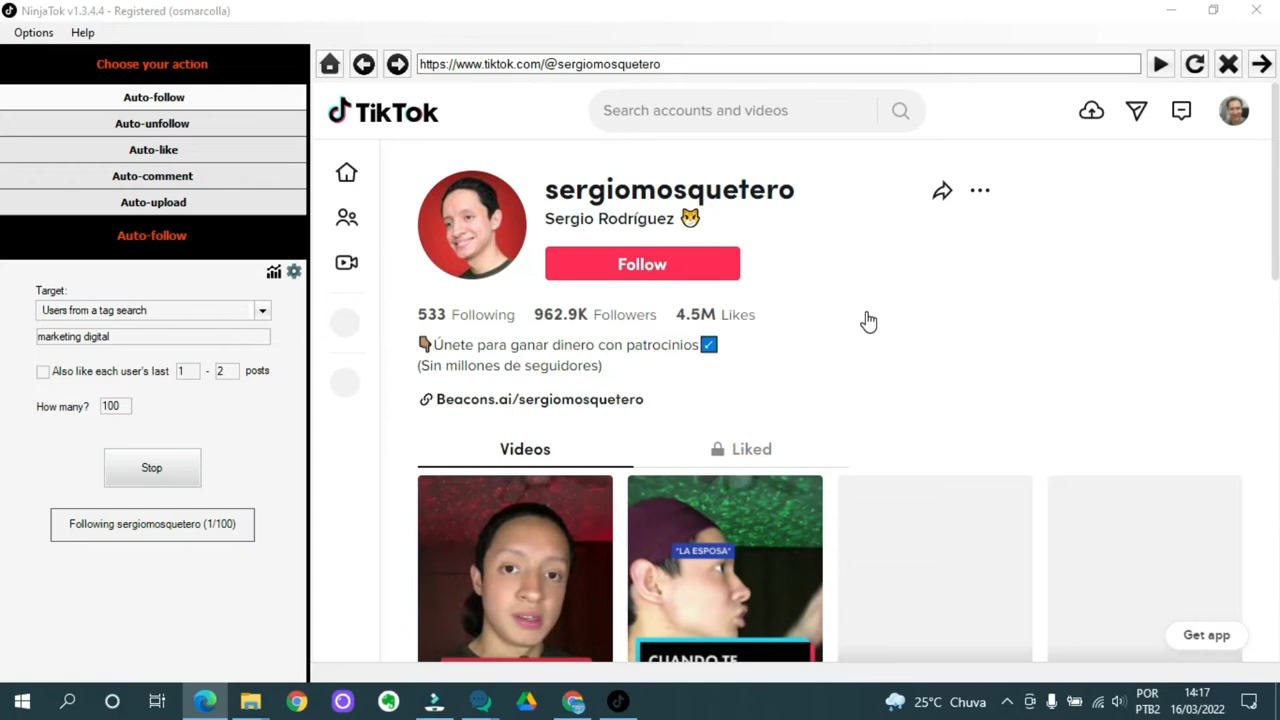 NinjaTok v1.3.4.4 - Registered (osmarcolla)
Options Help
Choose your action
Auto-follow
Auto-unfollow
Auto-like
Auto-comment
Auto-upload
Auto-follow
Target:
Users from a tag search
marketing digital
Also like each user's last 1 - 2 posts
How many? 100
Stop
Following sergiomosquetero (1/100)
https://www.tiktok.com/@sergiomosquetero
TikTok
Search accounts and videos
sergiomosquetero
Sergio Rodríguez
Follow
533 Following 962.9K Followers 4.5M Likes
Únete para ganar dinero con patrocinios
(Sin millones de seguidores)
Beacons.ai/sergiomosquetero
Videos Liked
"LA ESPOSA"
CUANDO TE
Get app
25°C Chuva
POR
PTB2
14:17
16/03/2022